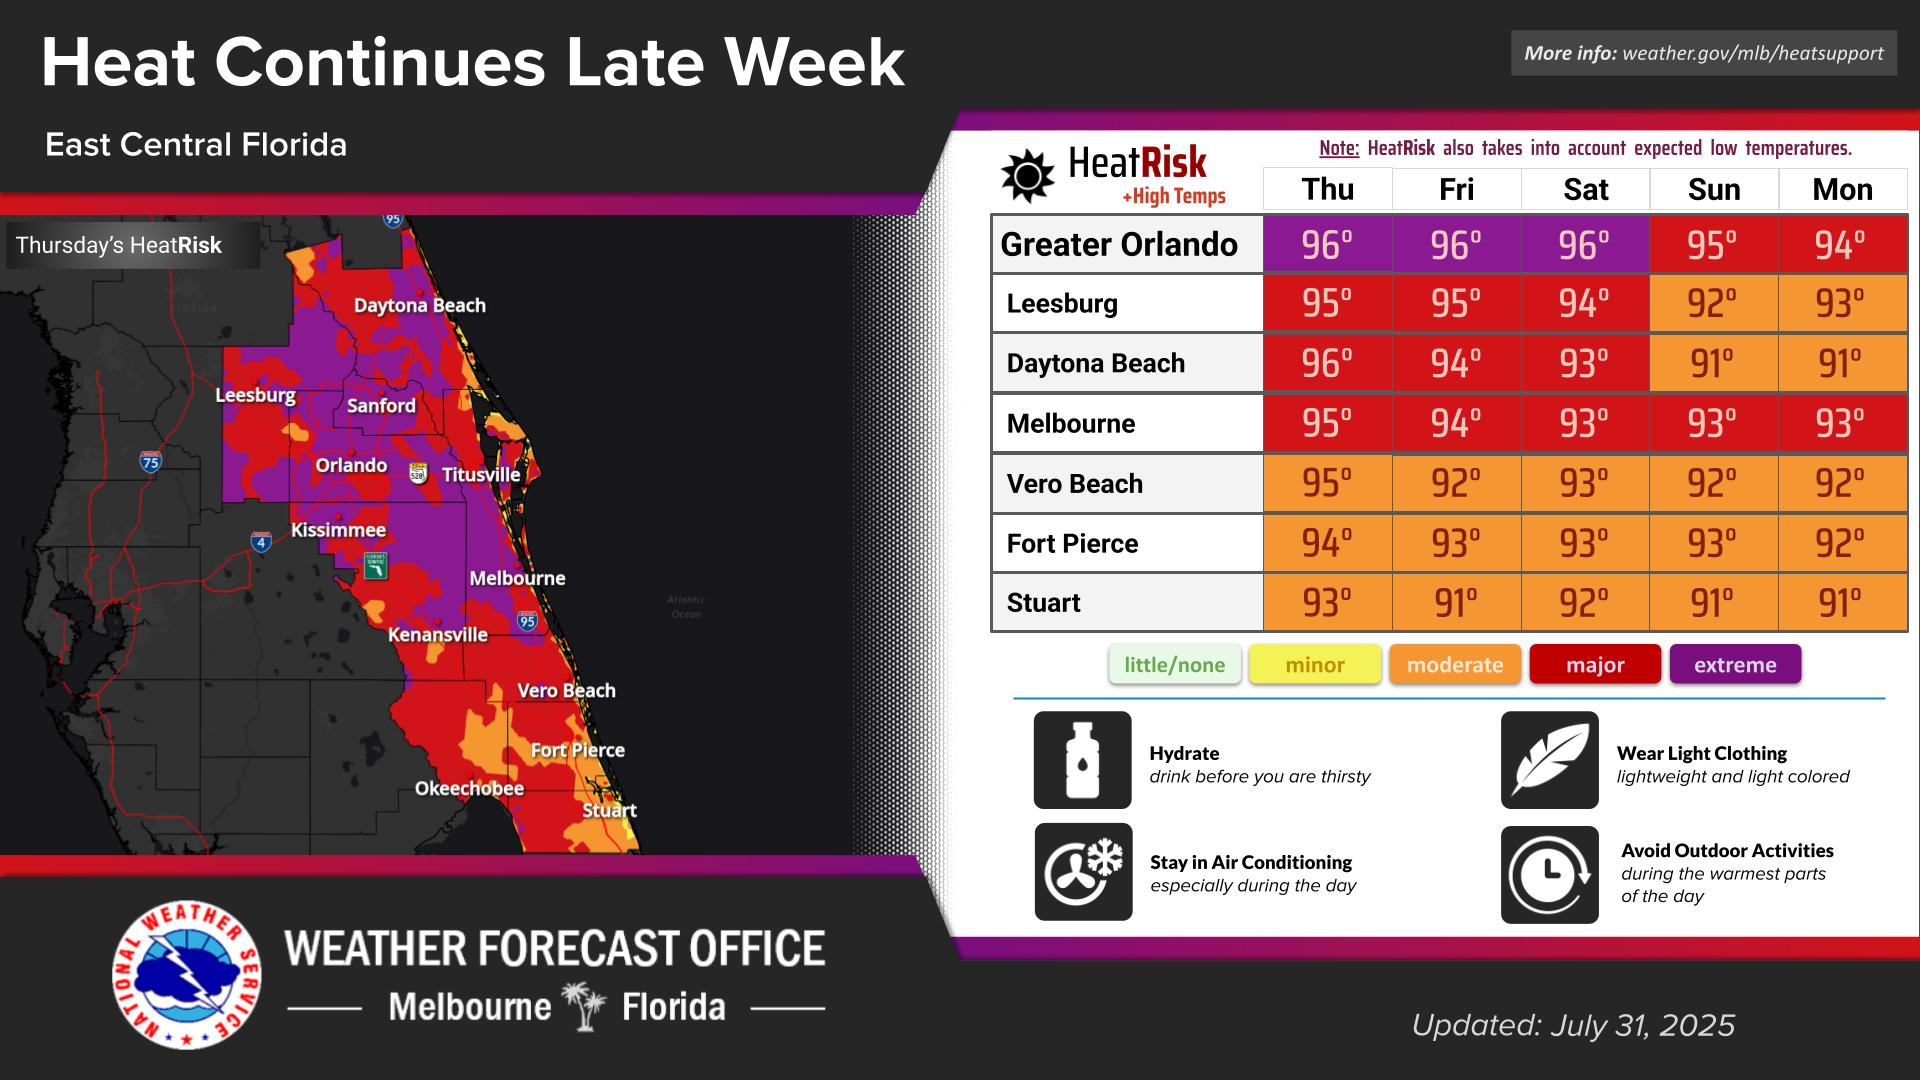 Heat Continues Late Week
East Central Florida
More info: weather.gov/mlb/heatsupport
Thursday's HeatRisk
95
FLORIDA
Daytona Beach
Leesburg
Sanford
75
Orlando
528
Titusville
Kissimmee
4
Melbourne
Atlantic
Ocean
95
Kenansville
Vero Beach
Fort Pierce
Okeechobee
Stuart
Note: HeatRisk also takes into account expected low temperatures.
HeatRisk
+High Temps
Thu Fri Sat Sun Mon
Greater Orlando 96° 96° 96° 95° 94°
Leesburg 95° 95° 94° 92° 93°
Daytona Beach 96° 94° 93° 91° 91°
Melbourne 95° 94° 93° 93° 93°
Vero Beach 95° 92° 93° 92° 92°
Fort Pierce 94° 93° 93° 93° 92°
Stuart 93° 91° 92° 91° 91°
little/none minor moderate major extreme
Hydrate
drink before you are thirsty
Wear Light Clothing
lightweight and light colored
Stay in Air Conditioning
especially during the day
Avoid Outdoor Activities
during the warmest parts
of the day
NATIONAL WEATHER SERVICE
WEATHER FORECAST OFFICE
Melbourne Florida
Updated: July 31, 2025